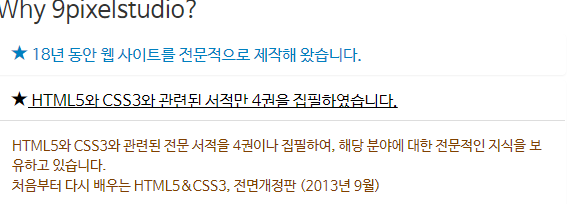 Why 9pixelstudio?
★ 18년 동안 웹 사이트를 전문적으로 제작해 왔습니다.
★ HTML5와 CSS3와 관련된 서적만 4권을 집필하였습니다.
HTML5와 CSS3와 관련된 전문 서적을 4권이나 집필하여, 해당 분야에 대한 전문적인 지식을 보
유하고 있습니다.
처음부터 다시 배우는 HTML5&CSS3, 전면개정판 (2013년 9월)